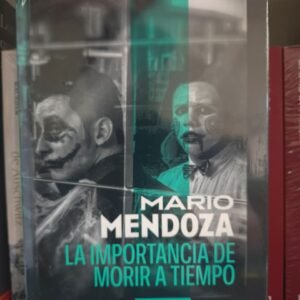 MARIO
MENDOZA
LA IMPORTANCIA DE
MORIR A TIEMPO